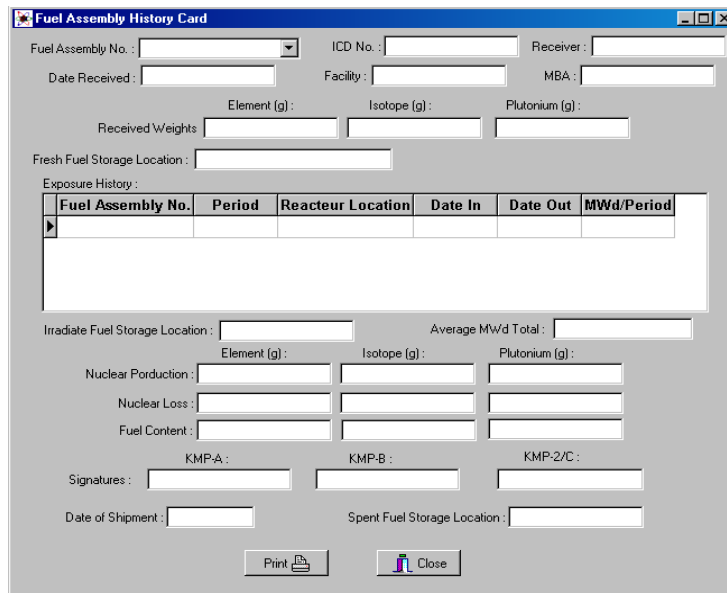 Fuel Assembly History Card
Fuel Assembly No. : ICD No. : Receiver :
Date Received : Facility : MBA :
Element (g) : Isotope (g) : Plutonium (g) :
Received Weights
Fresh Fuel Storage Location :
Exposure History :
Fuel Assembly No. Period Reacteur Location Date In Date Out MWd/Period
Irradiate Fuel Storage Location : Average MWd Total :
Element (g) : Isotope (g) : Plutonium (g) :
Nuclear Porduction :
Nuclear Loss :
Fuel Content :
KMP-A : KMP-B : KMP-2/C :
Signatures :
Date of Shipment : Spent Fuel Storage Location :
Print Close